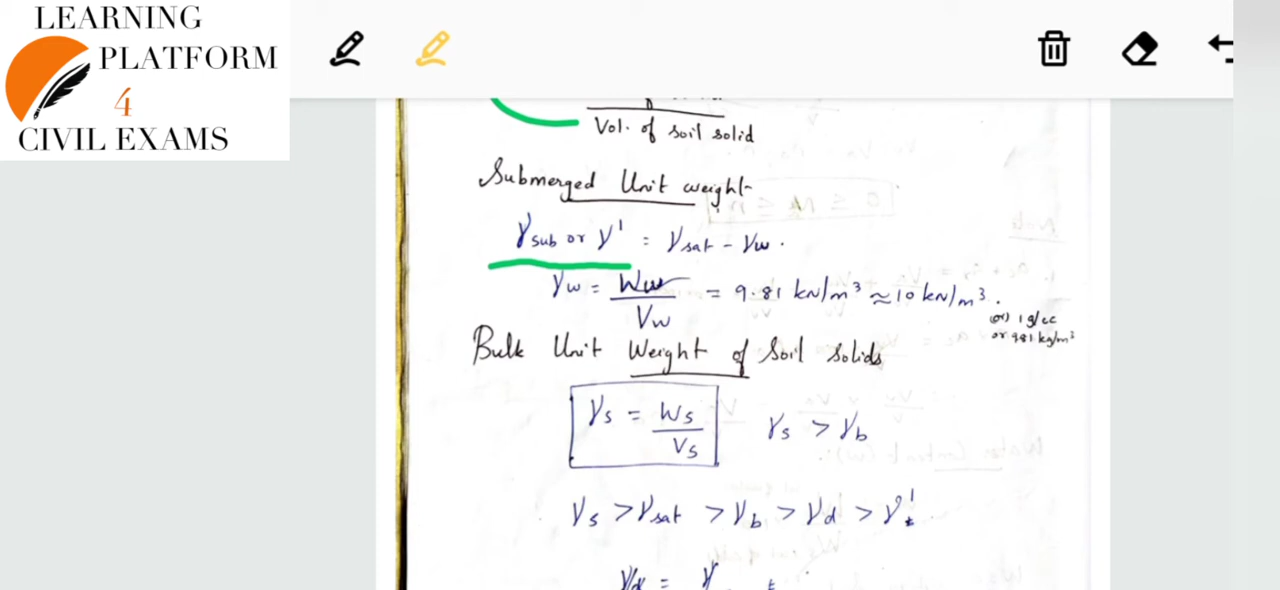 LEARNING
PLATFORM
4
CIVIL EXAMS
Vol. of soil solid
Submerged Unit weight-
γsub or γ' = γsat - γw.
γw = Ww/Vw = 9.81 kN/m³ ≈ 10 kN/m³.
(or) 1 g/cc
or 981 kg/m³
Bulk Unit Weight of Soil Solids
γs = Ws/Vs γs > γb
γs > γsat > γb > γd > γ'
γd = γ